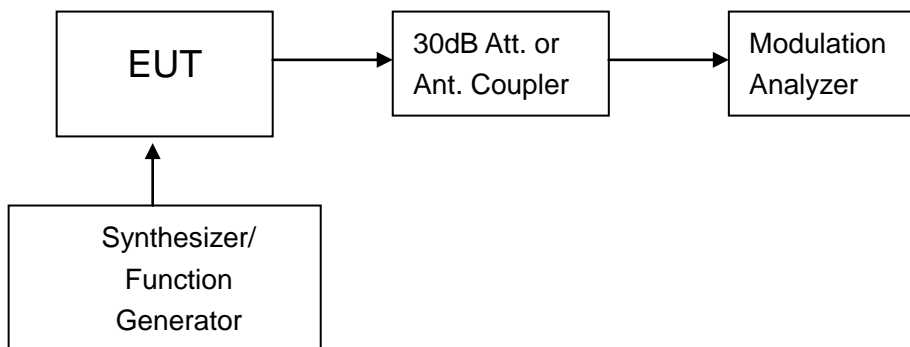 EUT
30dB Att. or
Ant. Coupler
Modulation
Analyzer
Synthesizer/
Function
Generator